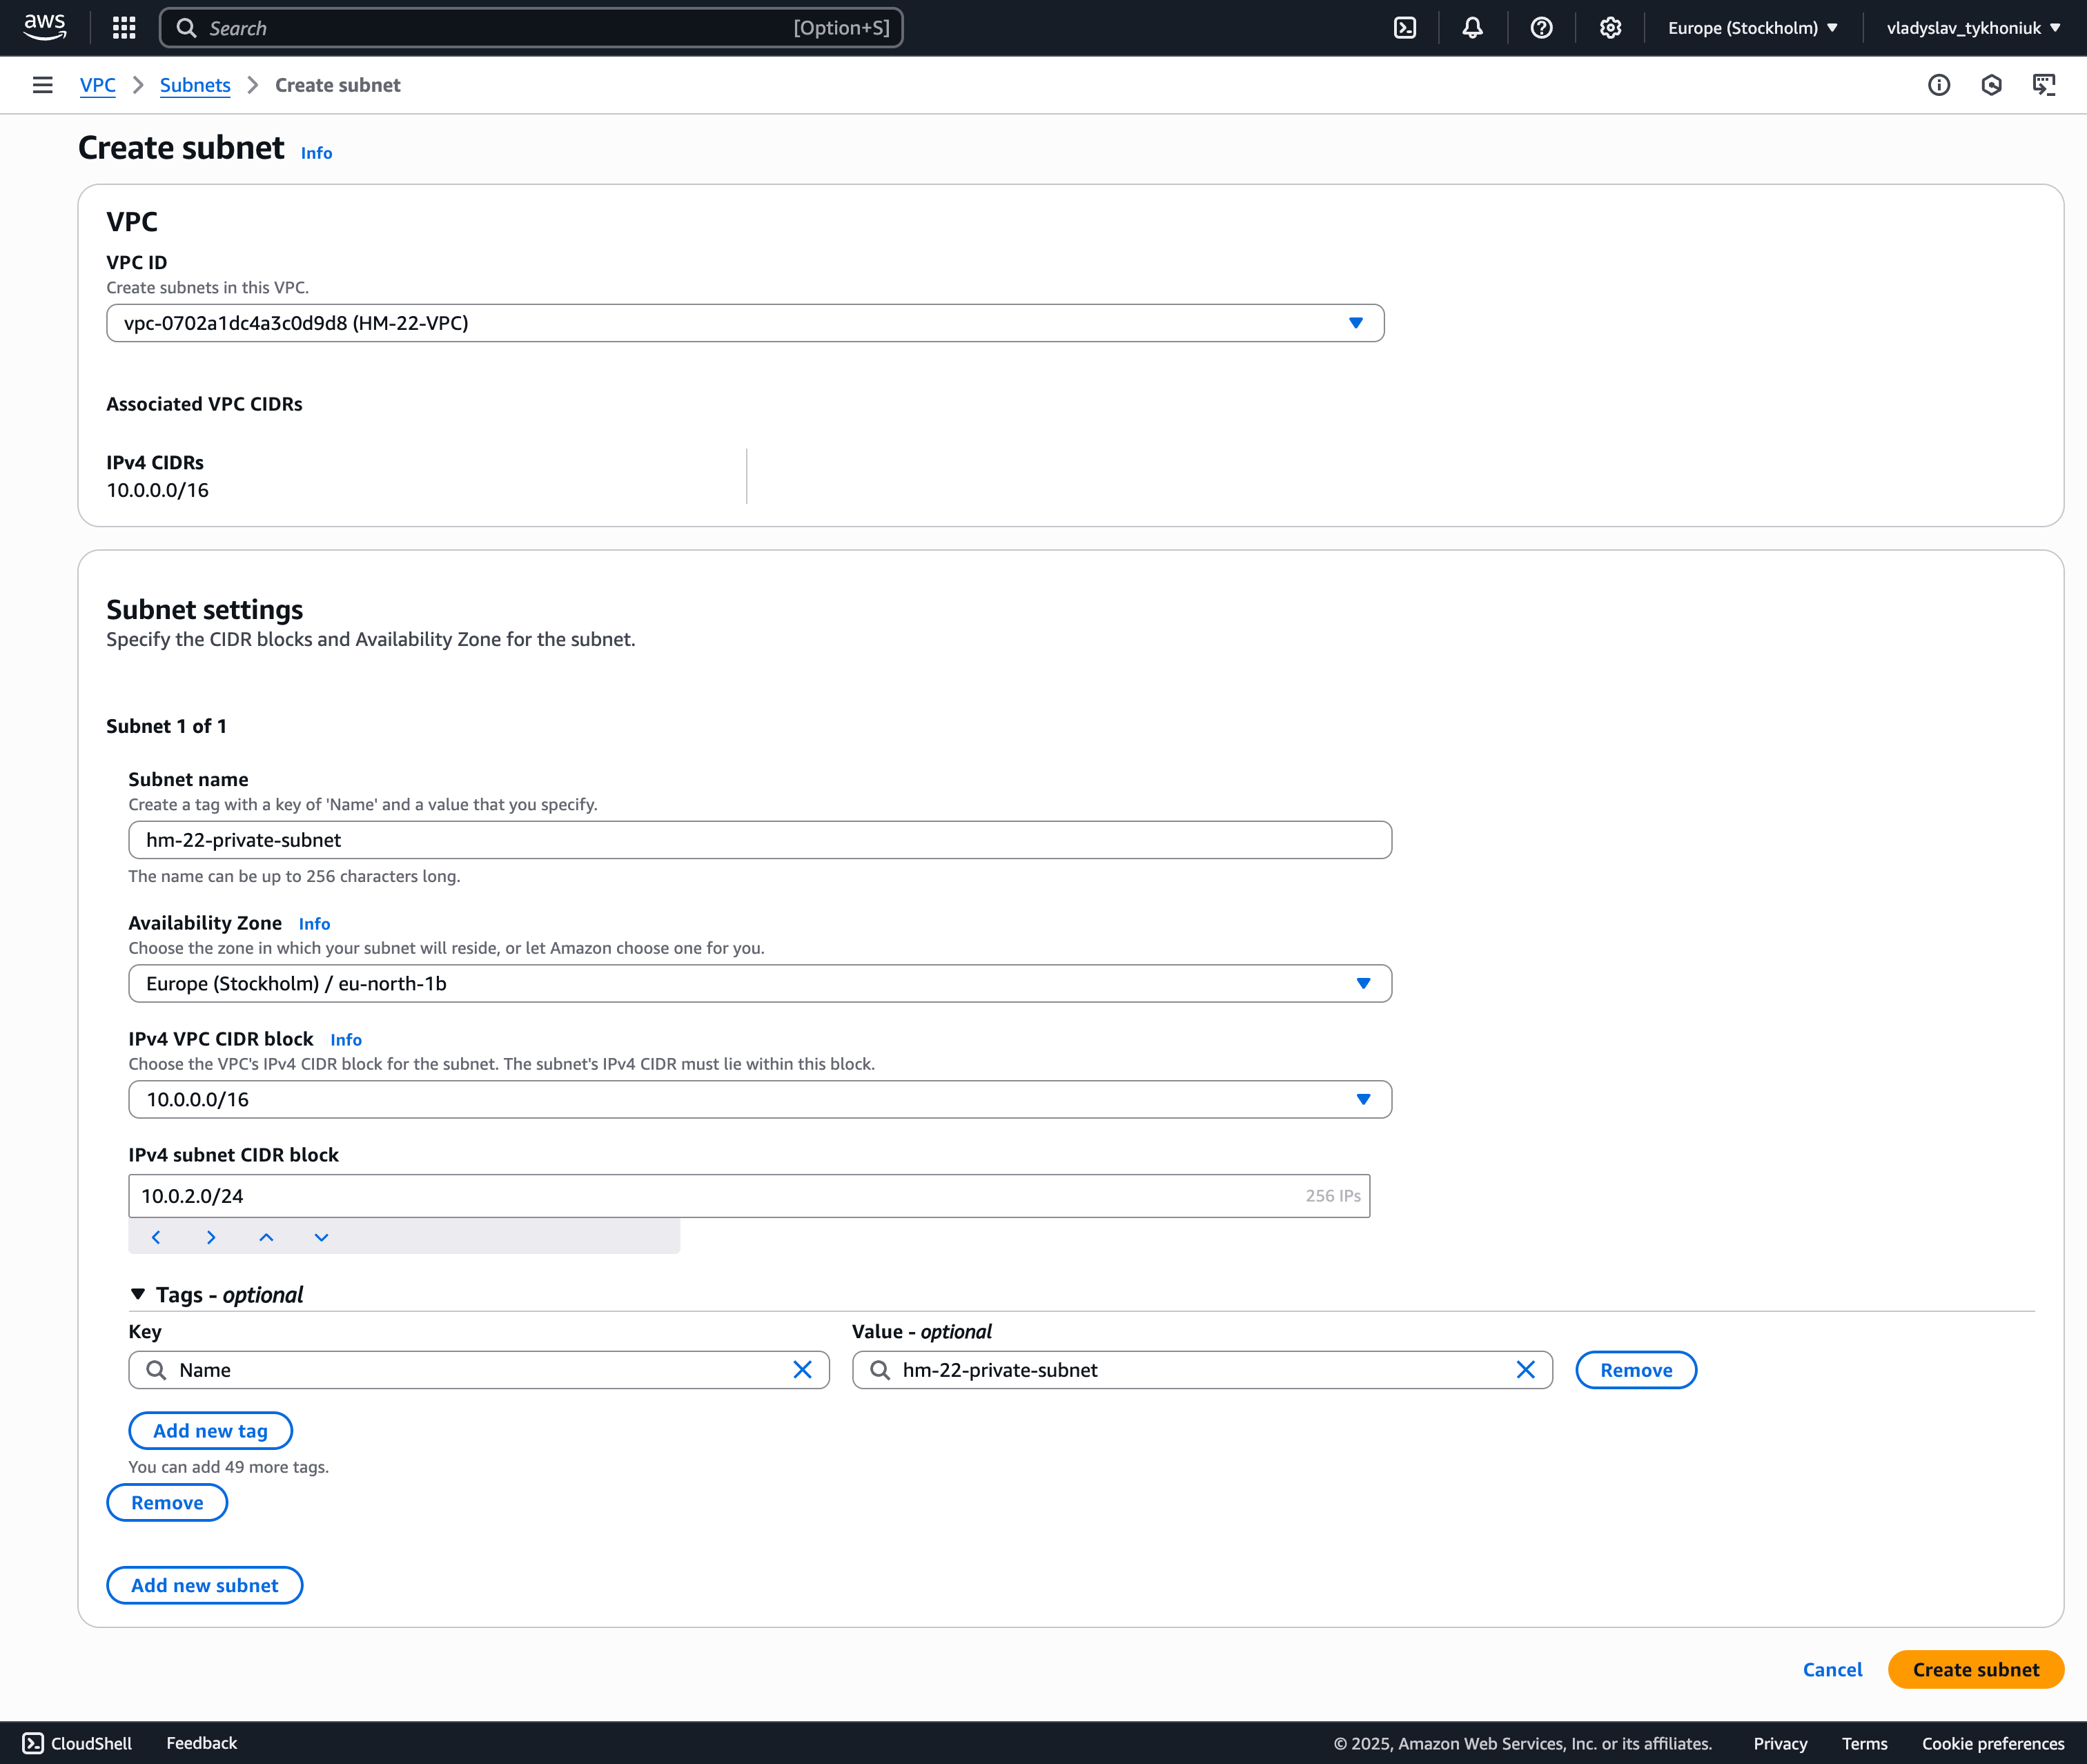 aws
Search [Option+S]
Europe (Stockholm) vladyslav_tykhoniuk
VPC Subnets Create subnet
Create subnet Info
VPC
VPC ID
Create subnets in this VPC.
vpc-0702a1dc4a3c0d9d8 (HM-22-VPC)
Associated VPC CIDRs
IPv4 CIDRs
10.0.0.0/16
Subnet settings
Specify the CIDR blocks and Availability Zone for the subnet.
Subnet 1 of 1
Subnet name
Create a tag with a key of 'Name' and a value that you specify.
hm-22-private-subnet
The name can be up to 256 characters long.
Availability Zone Info
Choose the zone in which your subnet will reside, or let Amazon choose one for you.
Europe (Stockholm) / eu-north-1b
IPv4 VPC CIDR block Info
Choose the VPC's IPv4 CIDR block for the subnet. The subnet's IPv4 CIDR must lie within this block.
10.0.0.0/16
IPv4 subnet CIDR block
10.0.2.0/24 256 IPs
Tags - optional
Key Value - optional
Name hm-22-private-subnet Remove
Add new tag
You can add 49 more tags.
Remove
Add new subnet
Cancel Create subnet
CloudShell Feedback © 2025, Amazon Web Services, Inc. or its affiliates. Privacy Terms Cookie preferences